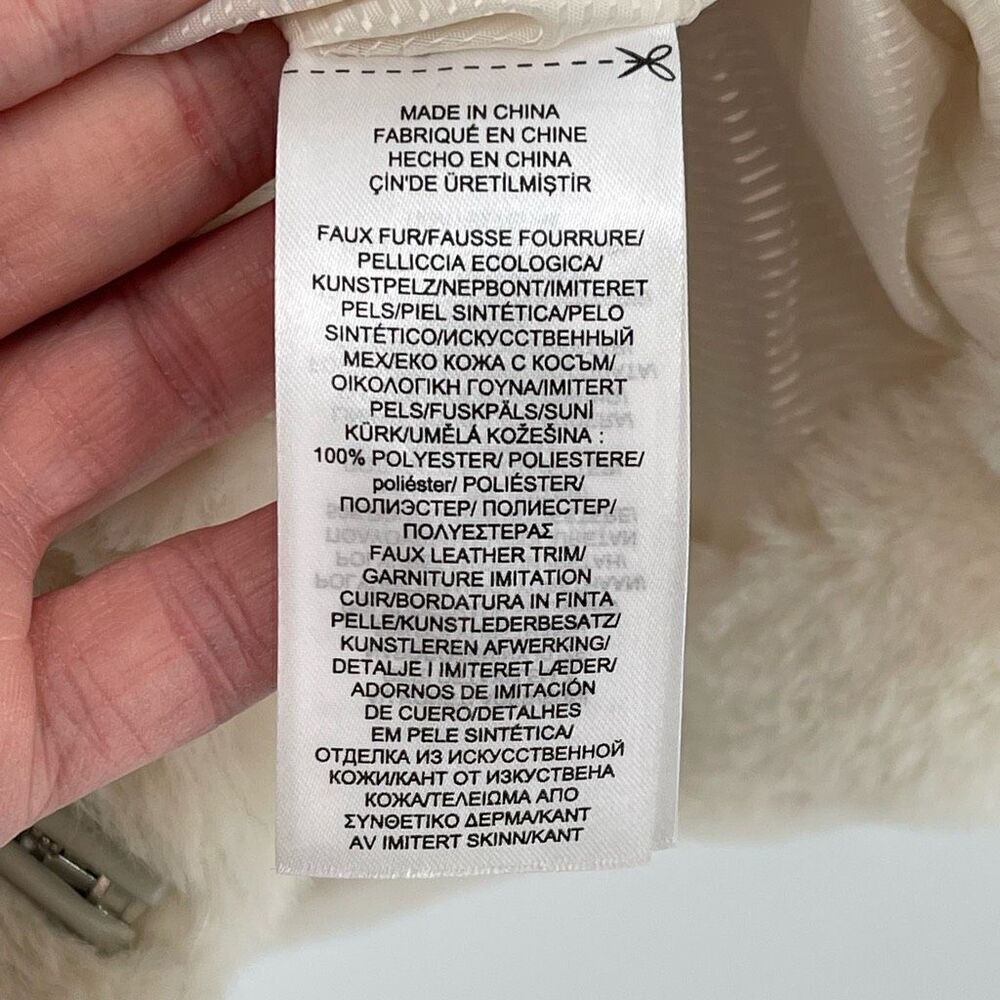 MADE IN CHINA
FABRIQUÉ EN CHINE
HECHO EN CHINA
ÇİN'DE ÜRETİLMİŞTİR
FAUX FUR/FAUSSE FOURRURE/
PELLICCIA ECOLOGICA/
KUNSTPELZ/NEPBONT/IMITERET
PELS/PIEL SINTÉTICA/PELO
SINTÉTICO/ИСКУССТВЕННЫЙ
МЕХ/ЕКО КОЖА С КОСЪМ/
ΟΙΚΟΛΟΓΙΚΗ ΓΟΥΝΑ/IMITERT
PELS/FUSKPÄLS/SUNİ
KÜRK/UMĚLÁ KOŽEŠINA :
100% POLYESTER/ POLIESTERE/
poliéster/ POLIÉSTER/
ПОЛИЭСТЕР/ ПОЛИЕСТЕР/
ΠΟΛΥΕΣΤΕΡΑΣ
FAUX LEATHER TRIM/
GARNITURE IMITATION
CUIR/BORDATURA IN FINTA
PELLE/KUNSTLEDERBESATZ/
KUNSTLEREN AFWERKING/
DETALJE I IMITERET LÆDER/
ADORNOS DE IMITACIÓN
DE CUERO/DETALHES
EM PELE SINTÉTICA/
ОТДЕЛКА ИЗ ИСКУССТВЕННОЙ
КОЖИ/КАНТ ОТ ИЗКУСТВЕНА
КОЖА/ΤΕΛΕΙΩΜΑ ΑΠΟ
ΣΥΝΘΕΤΙΚΟ ΔΕΡΜΑ/KANT
AV IMITERT SKINN/KANT